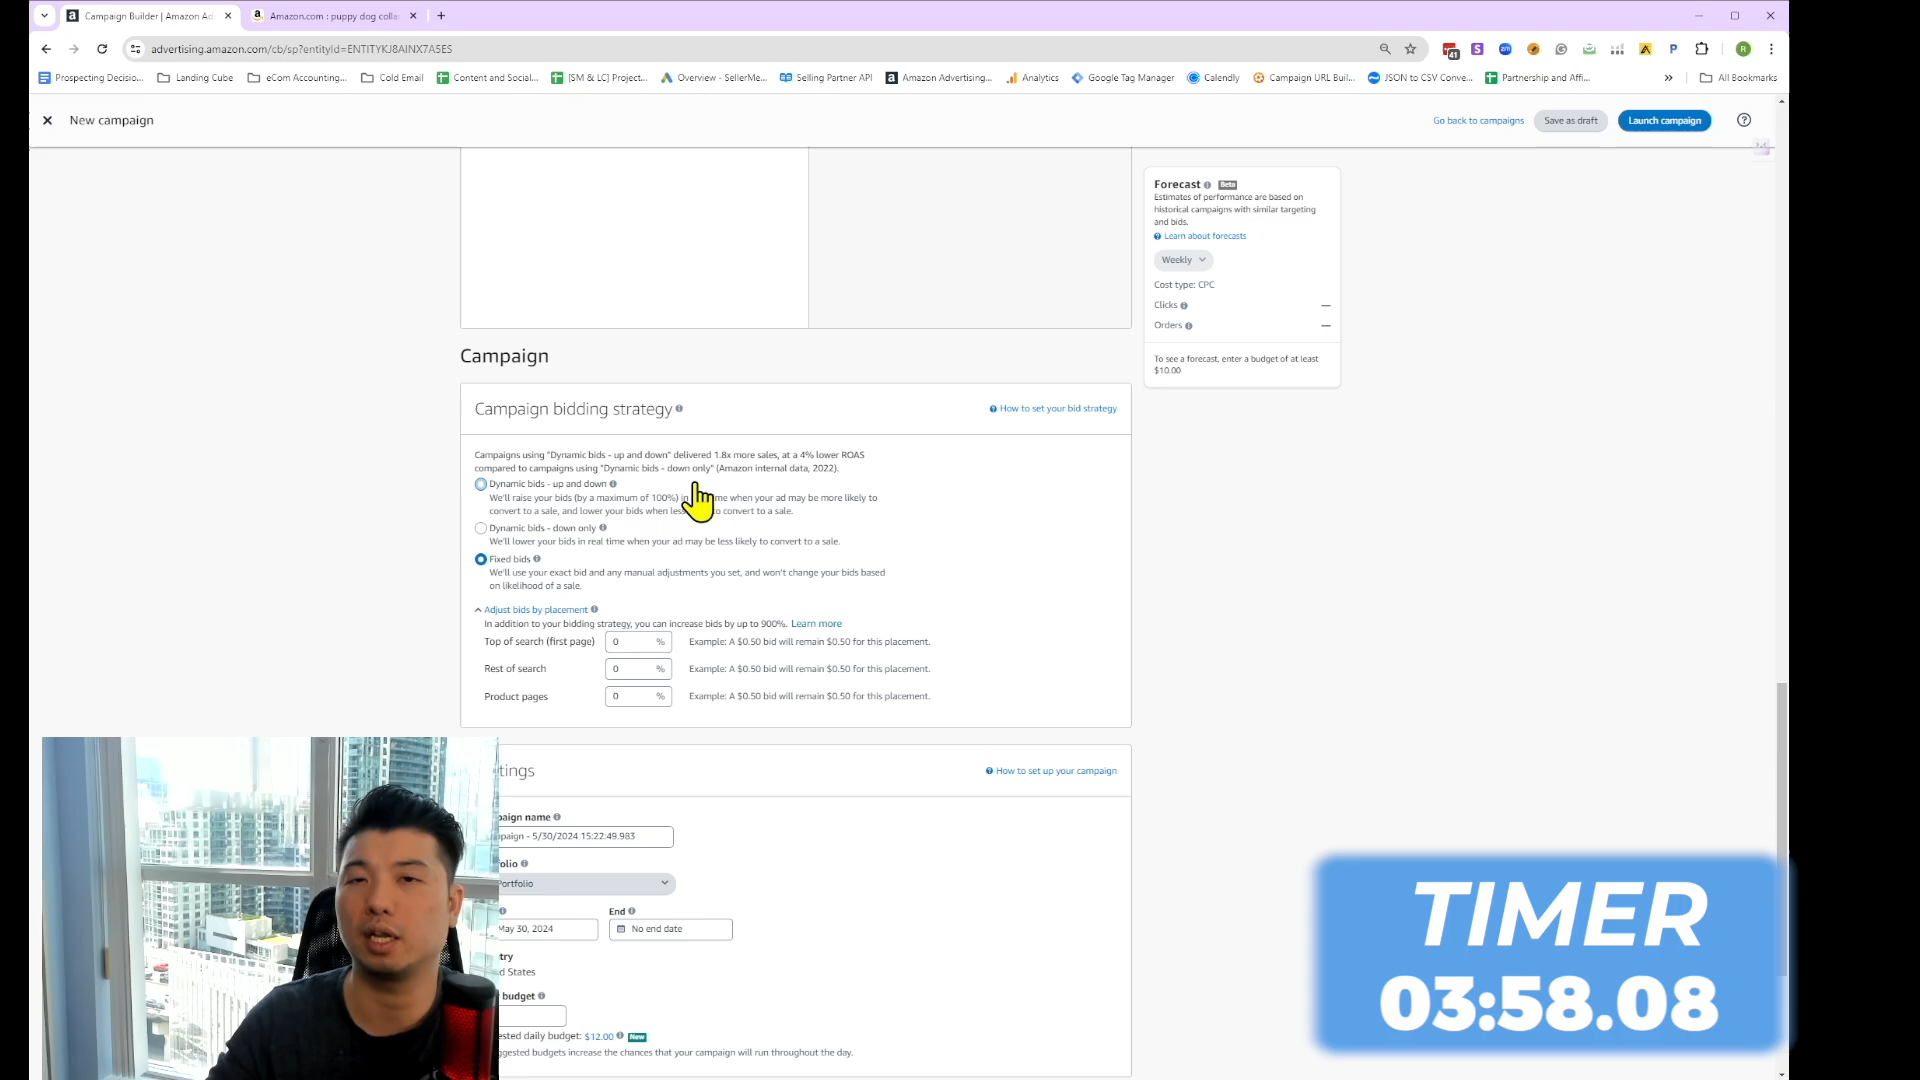 Campaign Builder | Amazon Ad
Amazon.com : puppy dog colla
advertising.amazon.com/cb/sp?entityId=ENTITYKJ8AINX7A5ES
41
Prospecting Decisio...
Landing Cube
eCom Accounting...
Cold Email
Content and Social...
[SM & LC] Project...
Overview - SellerMe...
Selling Partner API
Amazon Advertising...
Analytics
Google Tag Manager
Calendly
Campaign URL Buil...
JSON to CSV Conve...
Partnership and Affi...
All Bookmarks
New campaign
Go back to campaigns
Save as draft
Launch campaign
Forecast Beta
Estimates of performance are based on
historical campaigns with similar targeting
and bids.
Learn about forecasts
Weekly
Cost type: CPC
Clicks —
Orders —
To see a forecast, enter a budget of at least
$10.00
Campaign
Campaign bidding strategy
How to set your bid strategy
Campaigns using "Dynamic bids - up and down" delivered 1.8x more sales, at a 4% lower ROAS
compared to campaigns using "Dynamic bids - down only" (Amazon internal data, 2022).
Dynamic bids - up and down
We'll raise your bids (by a maximum of 100%) in me when your ad may be more likely to
convert to a sale, and lower your bids when less to convert to a sale.
Dynamic bids - down only
We'll lower your bids in real time when your ad may be less likely to convert to a sale.
Fixed bids
We'll use your exact bid and any manual adjustments you set, and won't change your bids based
on likelihood of a sale.
Adjust bids by placement
In addition to your bidding strategy, you can increase bids by up to 900%. Learn more
Top of search (first page) 0 % Example: A $0.50 bid will remain $0.50 for this placement.
Rest of search 0 % Example: A $0.50 bid will remain $0.50 for this placement.
Product pages 0 % Example: A $0.50 bid will remain $0.50 for this placement.
tings
How to set up your campaign
paign name
paign - 5/30/2024 15:22:49.983
folio
Portfolio
End
May 30, 2024
No end date
try
d States
budget
ested daily budget: $12.00 New
ggested budgets increase the chances that your campaign will run throughout the day.
TIMER
03:58.08